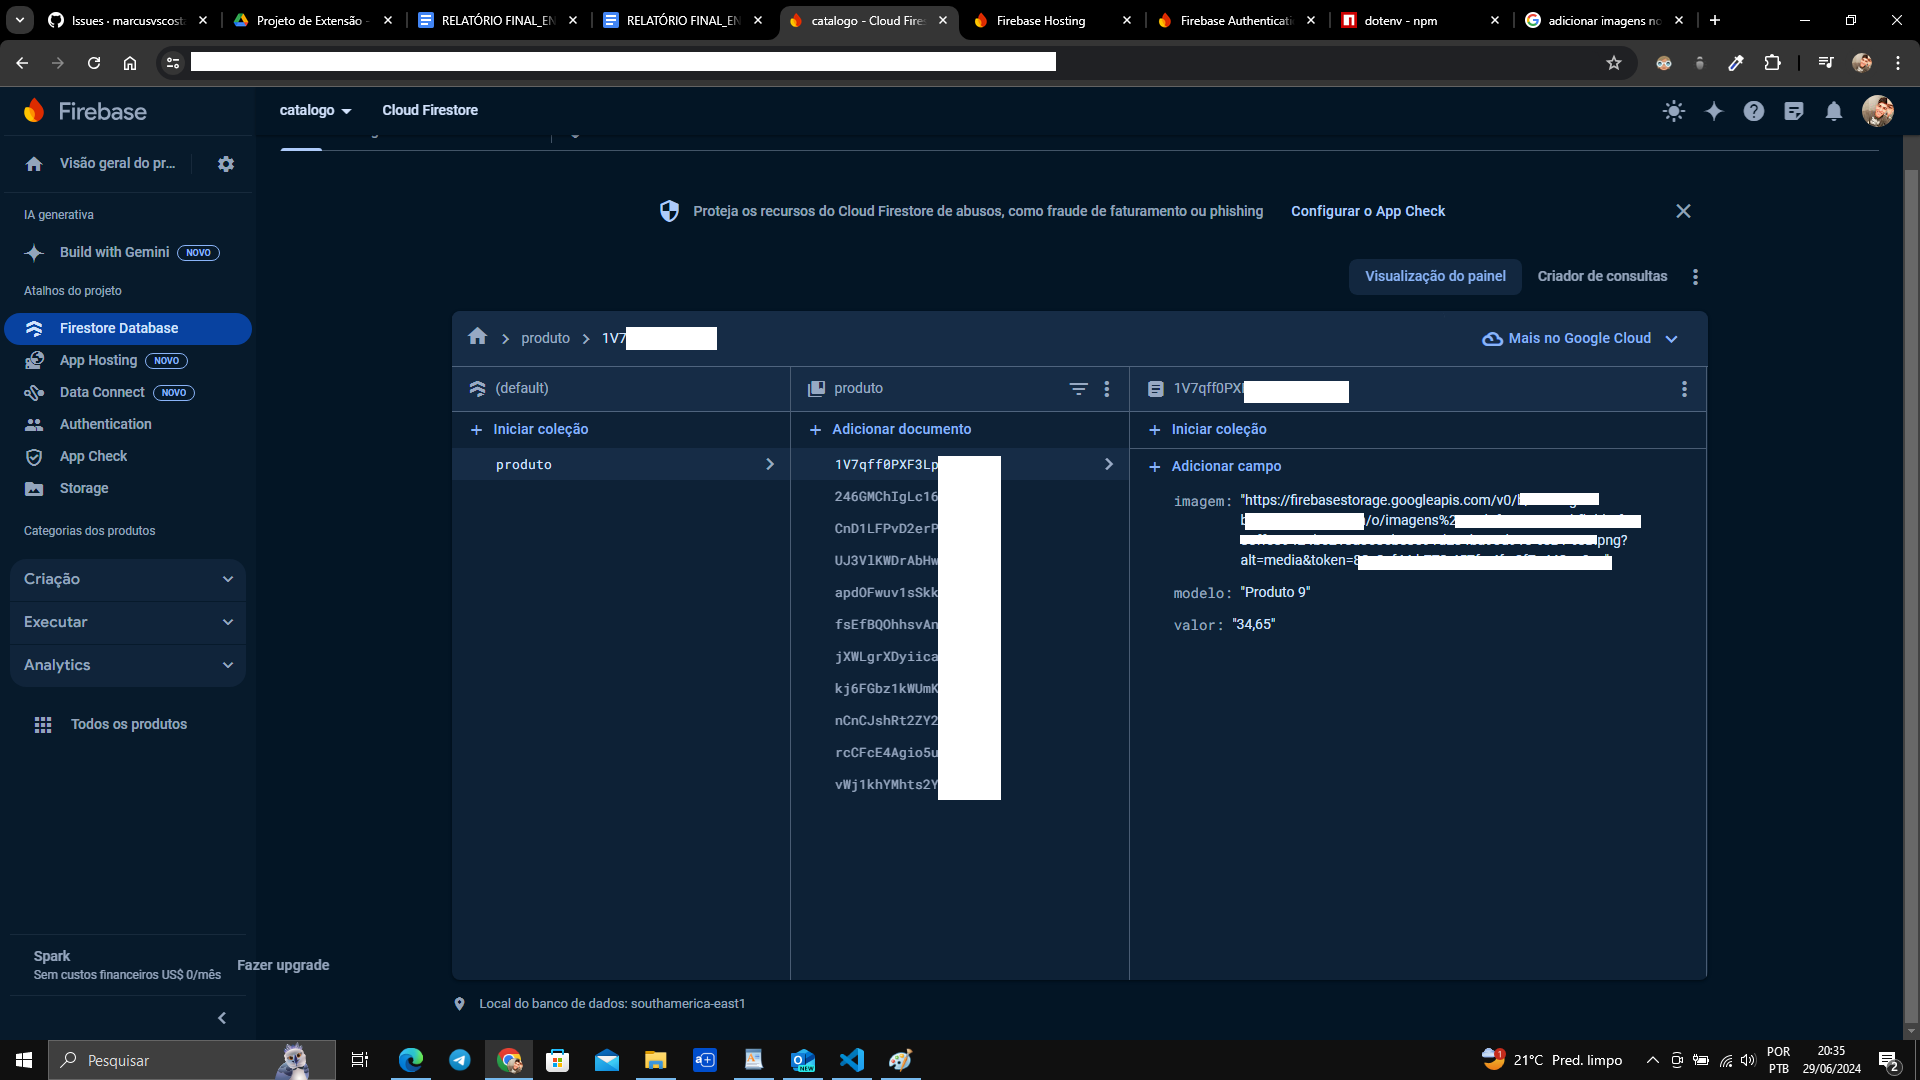 Issues · marcusvscost
Projeto de Extensão -
RELATÓRIO FINAL_EN
RELATÓRIO FINAL_EN
catalogo - Cloud Fire
Firebase Hosting
Firebase Authenticati
dotenv - npm
adicionar imagens no
Firebase
catalogo
Cloud Firestore
Visão geral do pr...
IA generativa
Build with Gemini NOVO
Atalhos do projeto
Firestore Database
App Hosting NOVO
Data Connect NOVO
Authentication
App Check
Storage
Categorias dos produtos
Criação
Executar
Analytics
Todos os produtos
Spark
Sem custos financeiros US$ 0/mês
Fazer upgrade
Proteja os recursos do Cloud Firestore de abusos, como fraude de faturamento ou phishing
Configurar o App Check
Visualização do painel
Criador de consultas
produto
1V7
Mais no Google Cloud
(default)
Iniciar coleção
produto
produto
Adicionar documento
1V7qff0PXF3Lp
246GMChIgLc16
CnD1LFPvD2erP
UJ3VlKWDrAbHw
apdOFwuv1sSkk
fsEfBQOhhsvAn
jXWLgrXDyiica
kj6FGbz1kWUmK
nCnCJshRt2ZY2
rcCFcE4Agio5u
vWj1khYMhts2Y
1V7qff0PX
Iniciar coleção
Adicionar campo
imagem: "https://firebasestorage.googleapis.com/v0/
/o/imagens%2
png?
alt=media&token=8
modelo: "Produto 9"
valor: "34,65"
Local do banco de dados: southamerica-east1
Pesquisar
21°C Pred. limpo
POR
PTB
20:35
29/06/2024
2